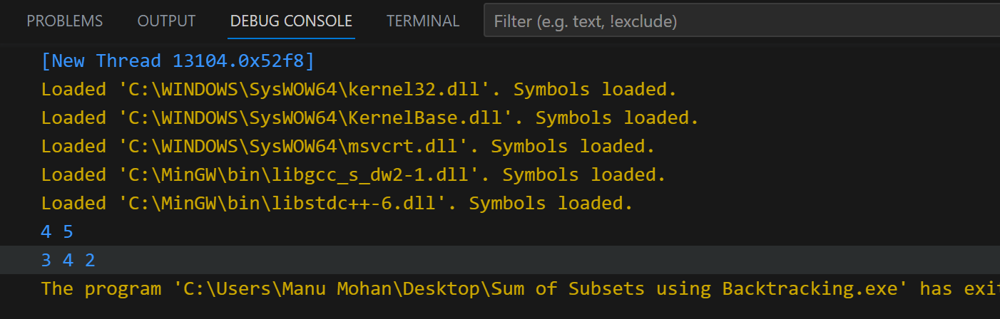 PROBLEMS OUTPUT DEBUG CONSOLE TERMINAL Filter (e.g. text, !exclude)
[New Thread 13104.0x52f8]
Loaded 'C:\WINDOWS\SysWOW64\kernel32.dll'. Symbols loaded.
Loaded 'C:\WINDOWS\SysWOW64\KernelBase.dll'. Symbols loaded.
Loaded 'C:\WINDOWS\SysWOW64\msvcrt.dll'. Symbols loaded.
Loaded 'C:\MinGW\bin\libgcc_s_dw2-1.dll'. Symbols loaded.
Loaded 'C:\MinGW\bin\libstdc++-6.dll'. Symbols loaded.
4 5
3 4 2
The program 'C:\Users\Manu Mohan\Desktop\Sum of Subsets using Backtracking.exe' has exi